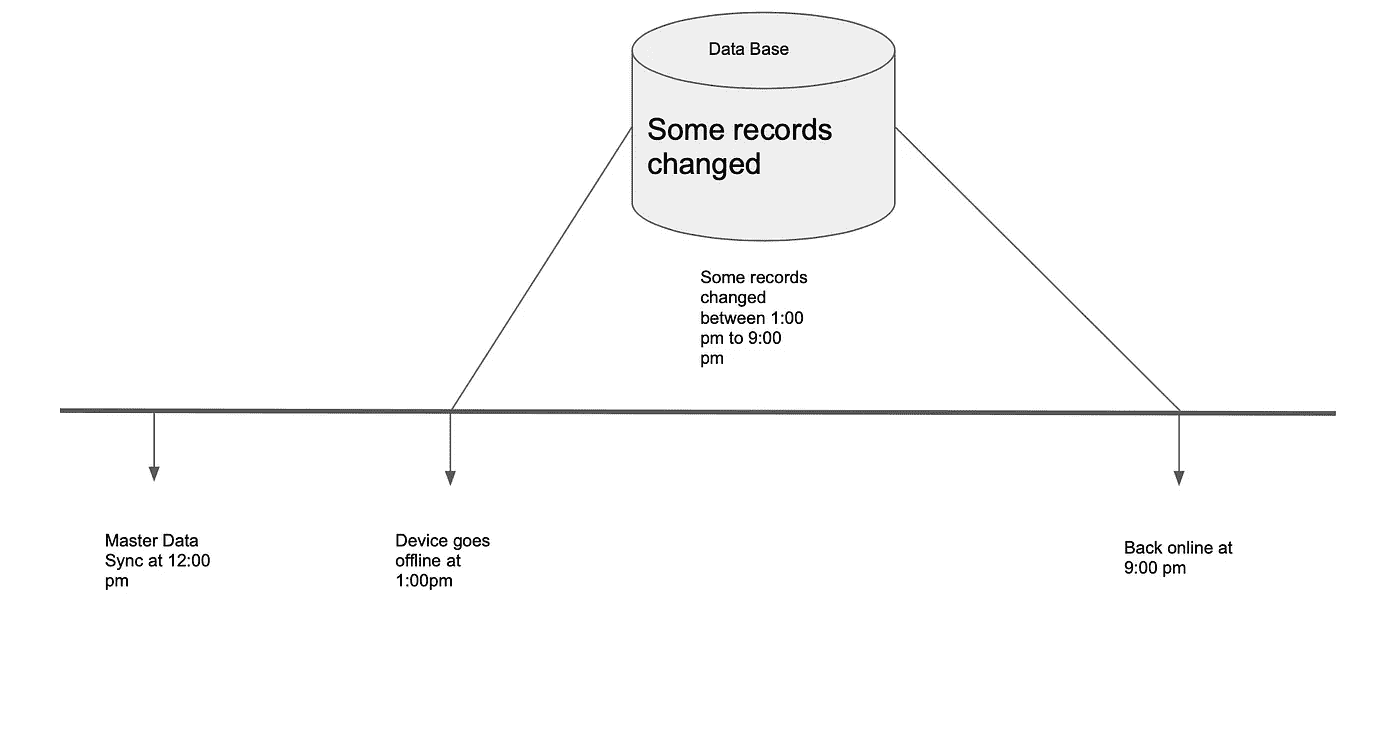 Data Base
Some records
changed
Some records
changed
between 1:00
pm to 9:00
pm
Master Data
Sync at 12:00
pm
Device goes
offline at
1:00pm
Back online at
9:00 pm